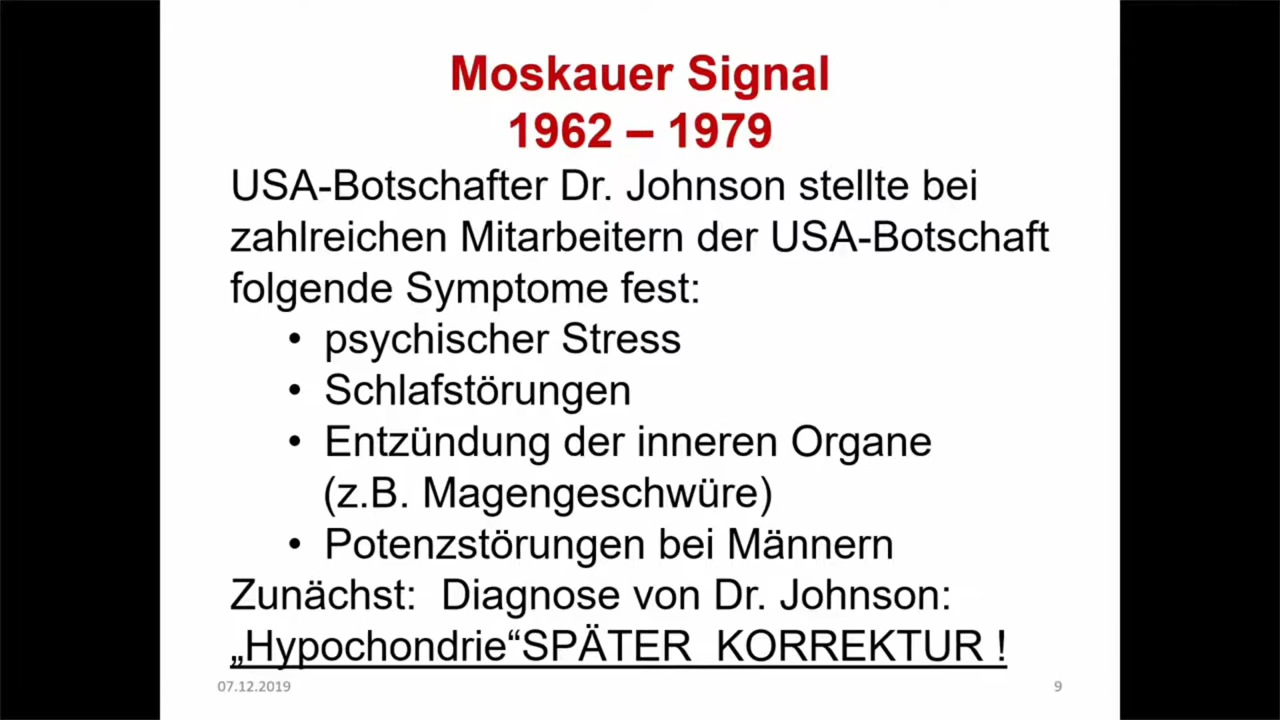 Moskauer Signal
1962 – 1979
USA-Botschafter Dr. Johnson stellte bei
zahlreichen Mitarbeitern der USA-Botschaft
folgende Symptome fest:
• psychischer Stress
• Schlafstörungen
• Entzündung der inneren Organe
(z.B. Magengeschwüre)
• Potenzstörungen bei Männern
Zunächst:  Diagnose von Dr. Johnson:
„Hypochondrie“SPÄTER  KORREKTUR !
07.12.2019
9